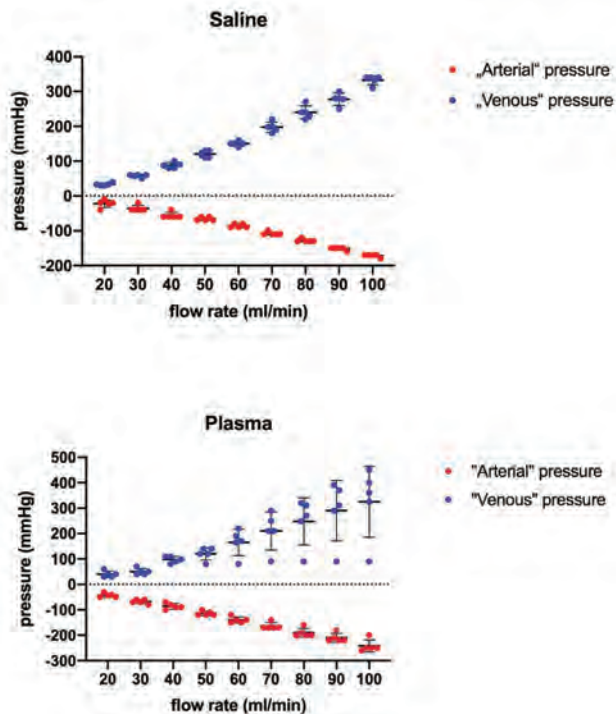 Saline
400
300
200
100
0
-100
-200
pressure (mmHg)
20 30 40 50 60 70 80 90 100
flow rate (ml/min)
„Arterial“ pressure
„Venous“ pressure
Plasma
500
400
300
200
100
0
-100
-200
-300
pressure (mmHg)
20 30 40 50 60 70 80 90 100
flow rate (ml/min)
"Arterial" pressure
"Venous" pressure